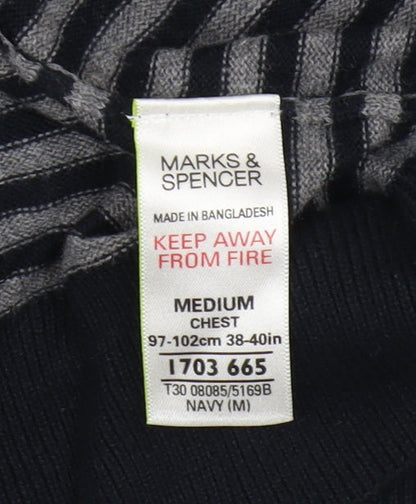 MARKS &
SPENCER
MADE IN BANGLADESH
KEEP AWAY
FROM FIRE
MEDIUM
CHEST
97-102cm 38-40in
1703 665
T30 08085/5169B
NAVY (M)